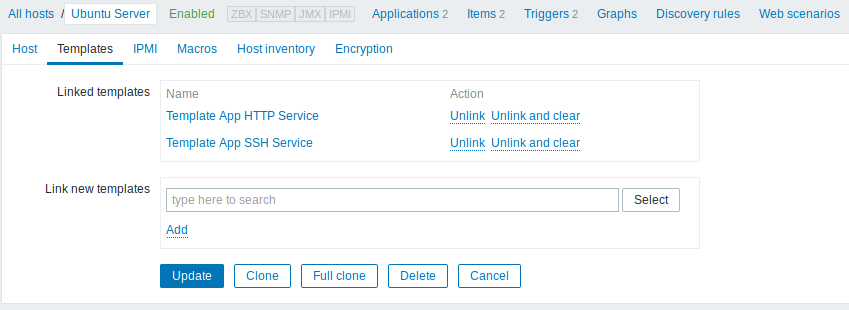 All hosts / Ubuntu Server Enabled ZBX SNMP JMX IPMI Applications 2 Items 2 Triggers 2 Graphs Discovery rules Web scenarios
Host Templates IPMI Macros Host inventory Encryption
Linked templates Name Action
Template App HTTP Service Unlink Unlink and clear
Template App SSH Service Unlink Unlink and clear
Link new templates
type here to search Select
Add
Update Clone Full clone Delete Cancel